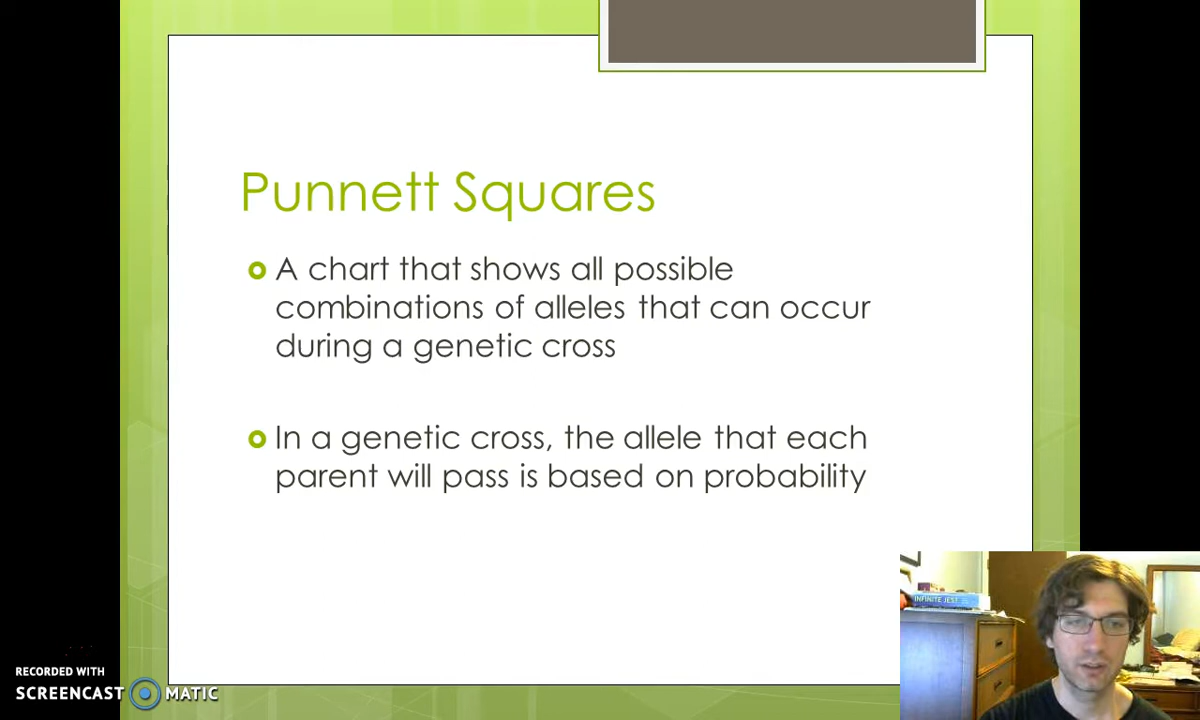 Punnett Squares
A chart that shows all possible
combinations of alleles that can occur
during a genetic cross
In a genetic cross, the allele that each
parent will pass is based on probability
INFINITE JEST
RECORDED WITH
SCREENCAST MATIC